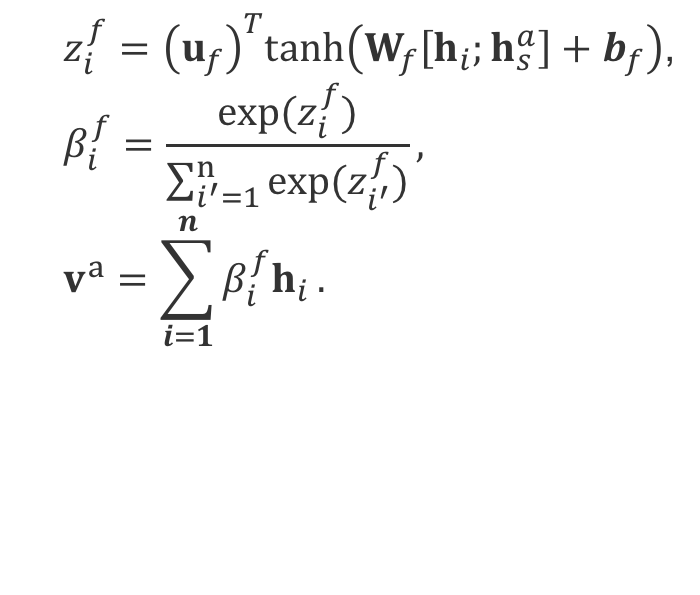 z_i^f = (u_f)^T tanh(W_f[h_i; h_s^a] + b_f),
β_i^f = exp(z_i^f) / ∑_{i′=1}^n exp(z_{i′}^f),
v^a = ∑_{i=1}^n β_i^f h_i.